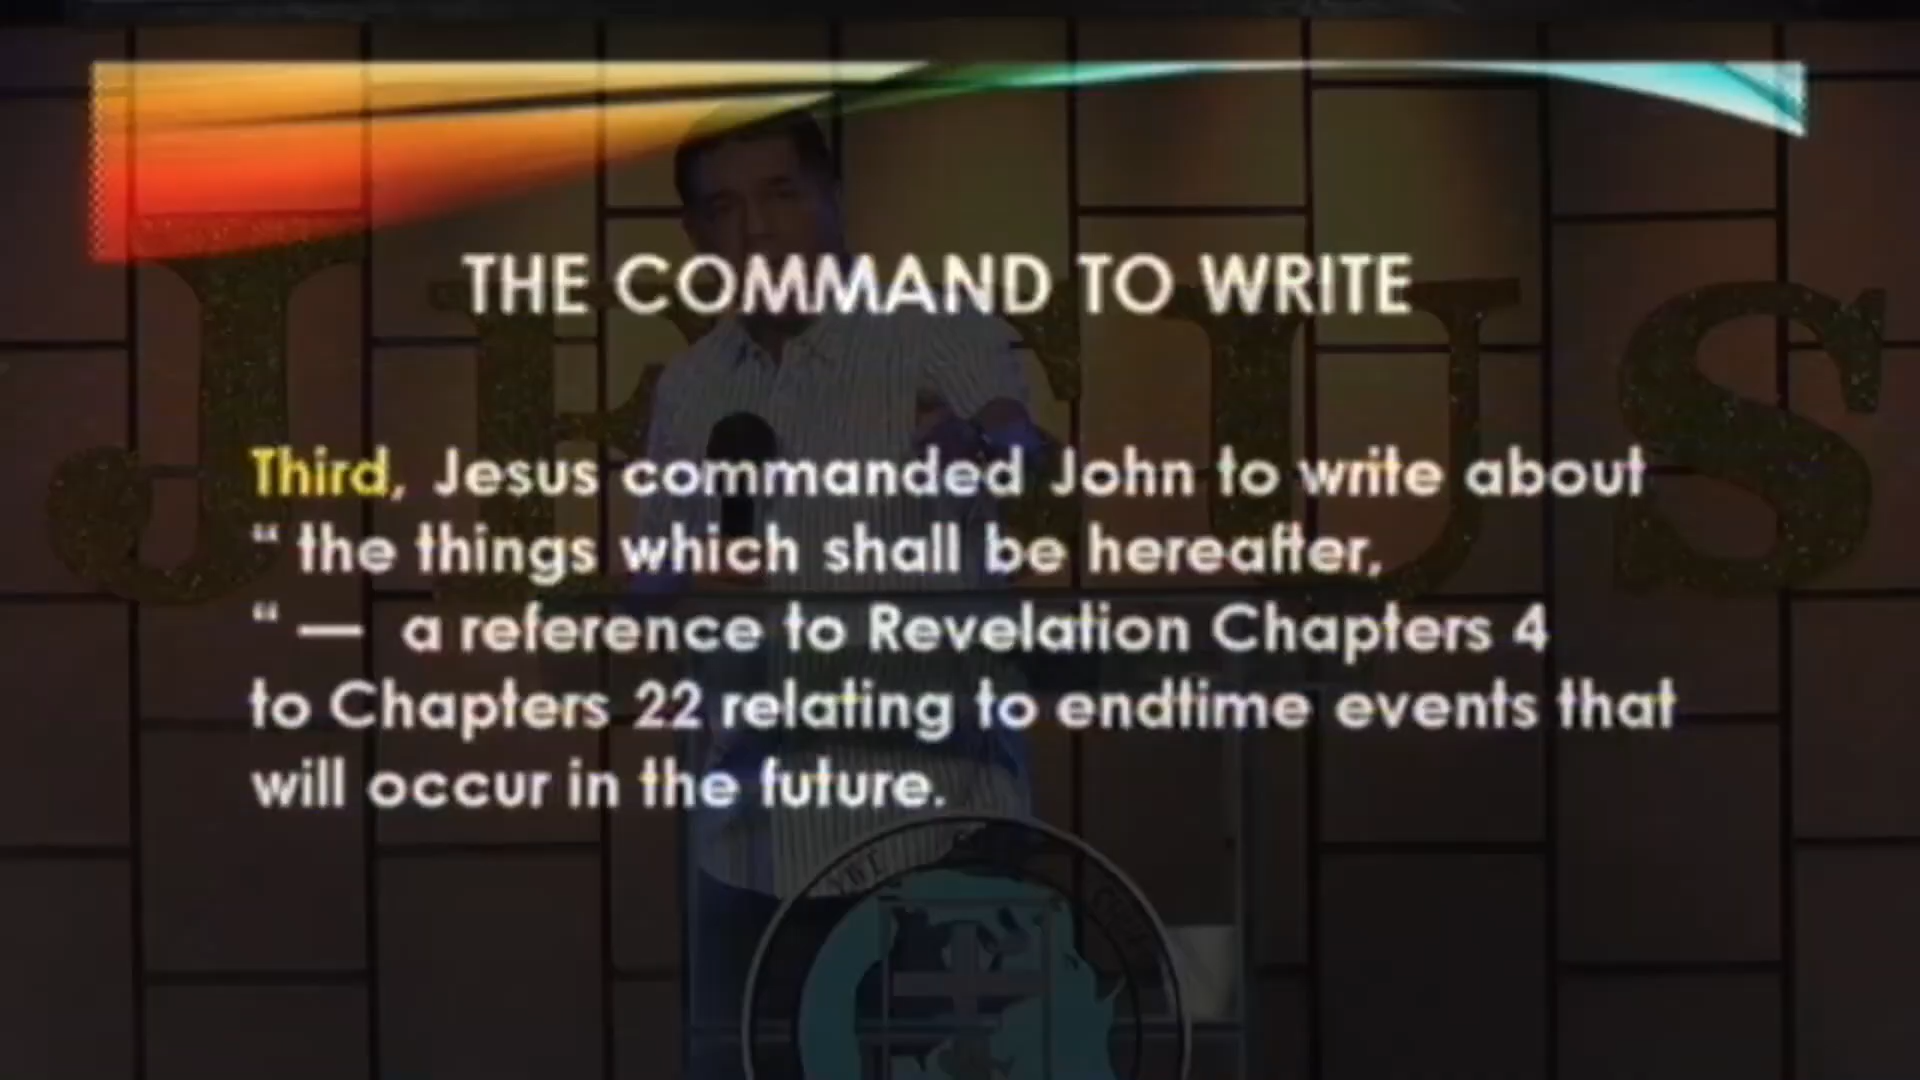 THE COMMAND TO WRITE
JESUS
Third, Jesus commanded John to write about
“ the things which shall be hereafter,
“ — a reference to Revelation Chapters 4
to Chapters 22 relating to endtime events that
will occur in the future.